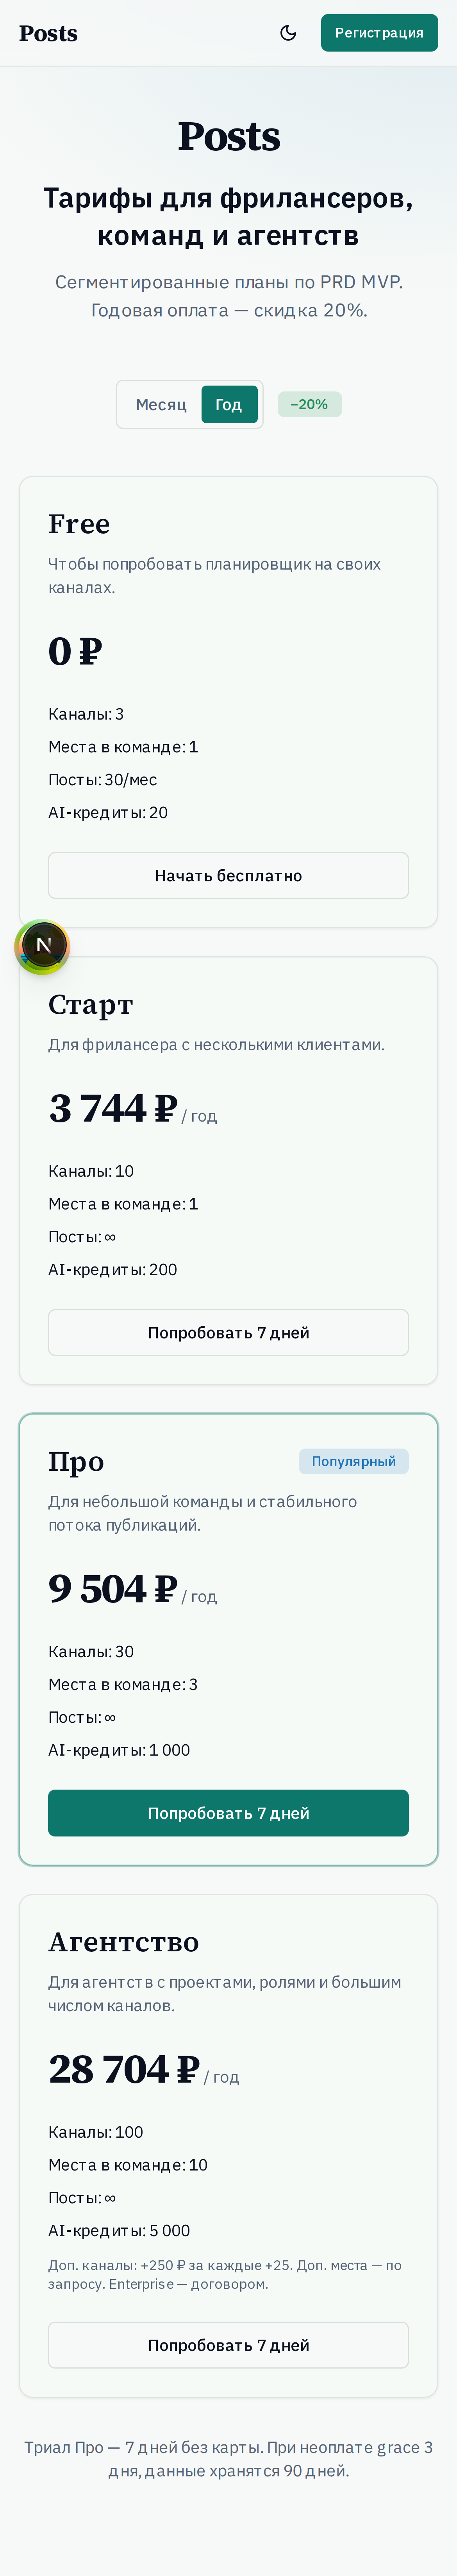 Posts
Регистрация
Posts
Тарифы для фрилансеров,
команд и агентств
Сегментированные планы по PRD MVP.
Годовая оплата — скидка 20%.
Месяц
Год
−20%
Free
Чтобы попробовать планировщик на своих
каналах.
0 ₽
Каналы: 3
Места в команде: 1
Посты: 30/мес
AI-кредиты: 20
Начать бесплатно
N
Старт
Для фрилансера с несколькими клиентами.
3 744 ₽ / год
Каналы: 10
Места в команде: 1
Посты: ∞
AI-кредиты: 200
Попробовать 7 дней
Про
Популярный
Для небольшой команды и стабильного
потока публикаций.
9 504 ₽ / год
Каналы: 30
Места в команде: 3
Посты: ∞
AI-кредиты: 1 000
Попробовать 7 дней
Агентство
Для агентств с проектами, ролями и большим
числом каналов.
28 704 ₽ / год
Каналы: 100
Места в команде: 10
Посты: ∞
AI-кредиты: 5 000
Доп. каналы: +250 ₽ за каждые +25. Доп. места — по
запросу. Enterprise — договором.
Попробовать 7 дней
Триал Про — 7 дней без карты. При неоплате grace 3
дня, данные хранятся 90 дней.